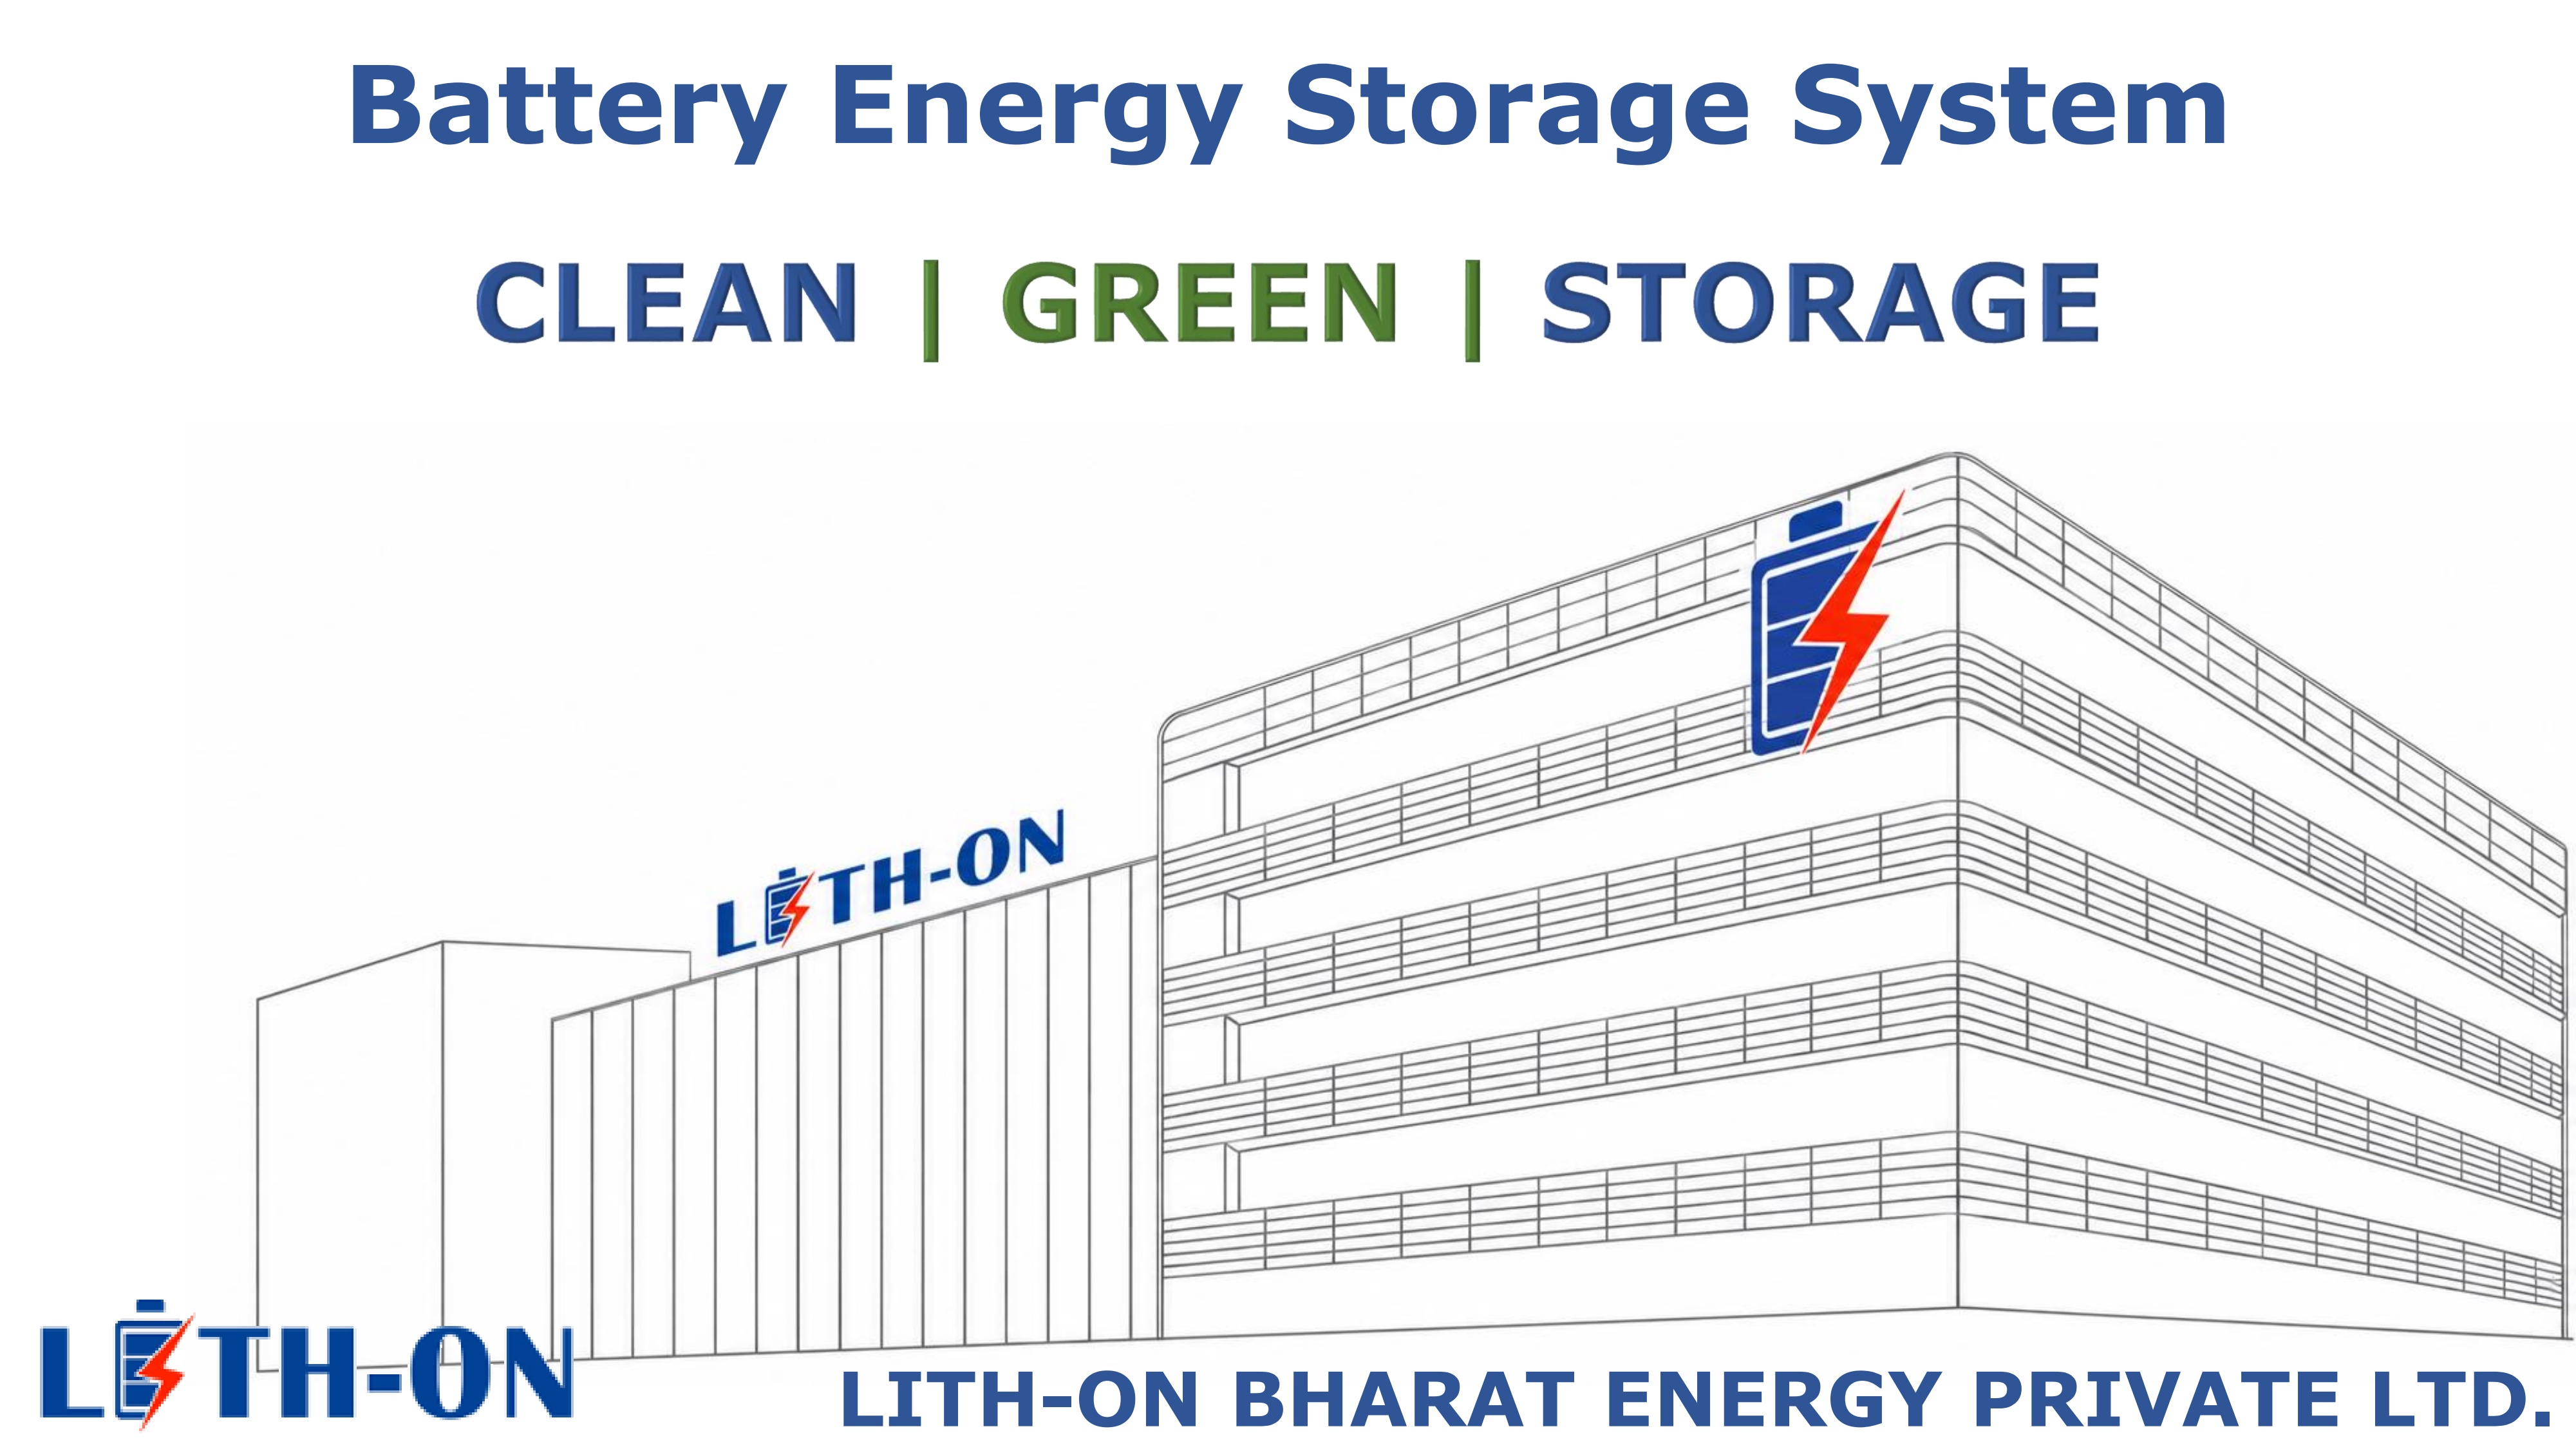 Battery Energy Storage System
CLEAN | GREEN | STORAGE
LITH-ON
LITH-ON
LITH-ON BHARAT ENERGY PRIVATE LTD.